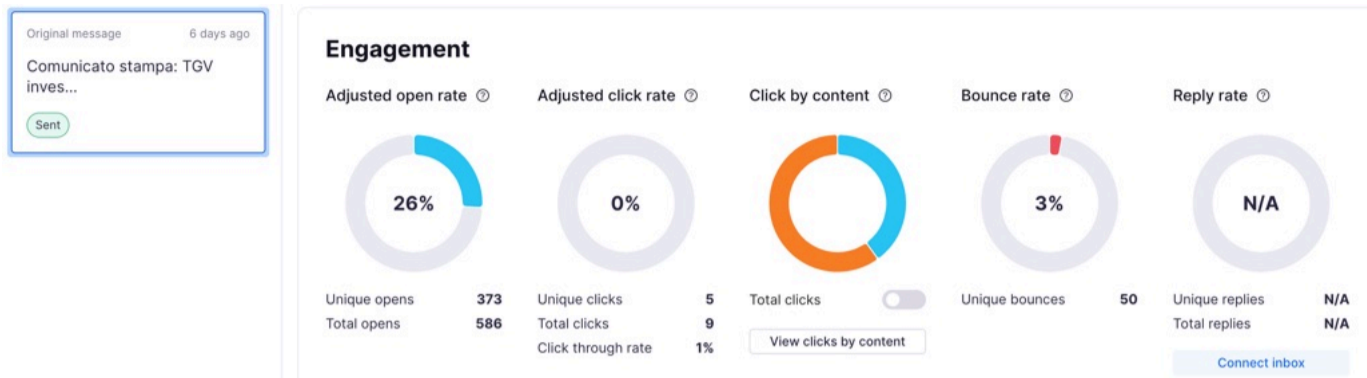 Original message 6 days ago
Comunicato stampa: TGV
inves...
Sent
Engagement
Adjusted open rate
Adjusted click rate
Click by content
Bounce rate
Reply rate
26%
0%
3%
N/A
Unique opens 373
Total opens 586
Unique clicks 5
Total clicks 9
Click through rate 1%
Total clicks
View clicks by content
Unique bounces 50
Unique replies N/A
Total replies N/A
Connect inbox